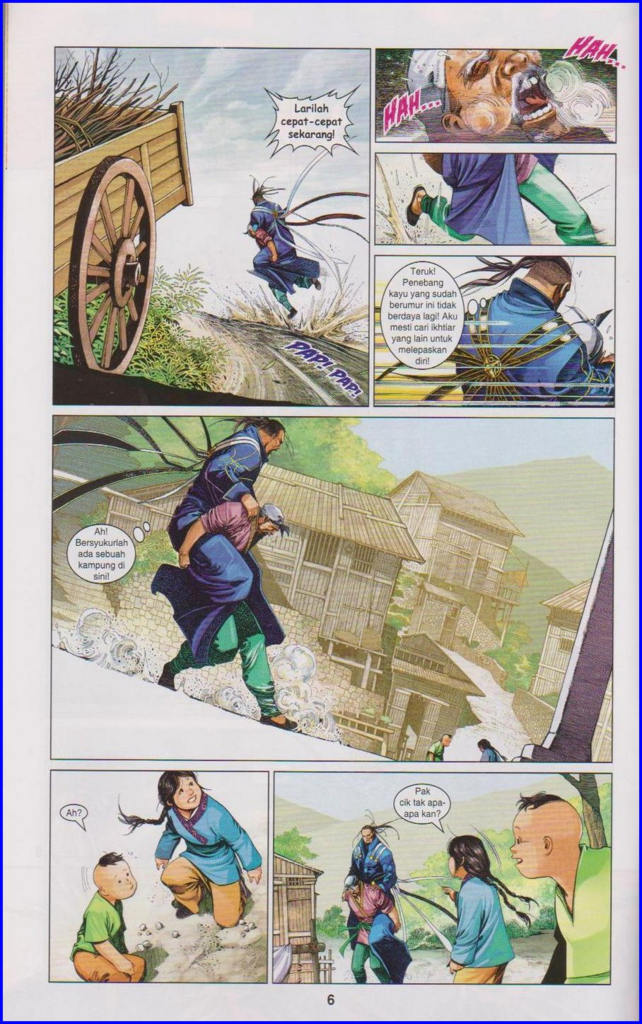 Larilah
cepat-cepat
sekarang!
PAP! PAP!
HAH...
HAH...
Teruk!
Penebang
kayu yang sudah
berumur ini tidak
berdaya lagi! Aku
mesti cari ikhtiar
yang lain untuk
melepaskan
diri!
Ah!
Bersyukurlah
ada sebuah
kampung di
sini!
Ah?
Pak
cik tak apa-
apa kan?
6